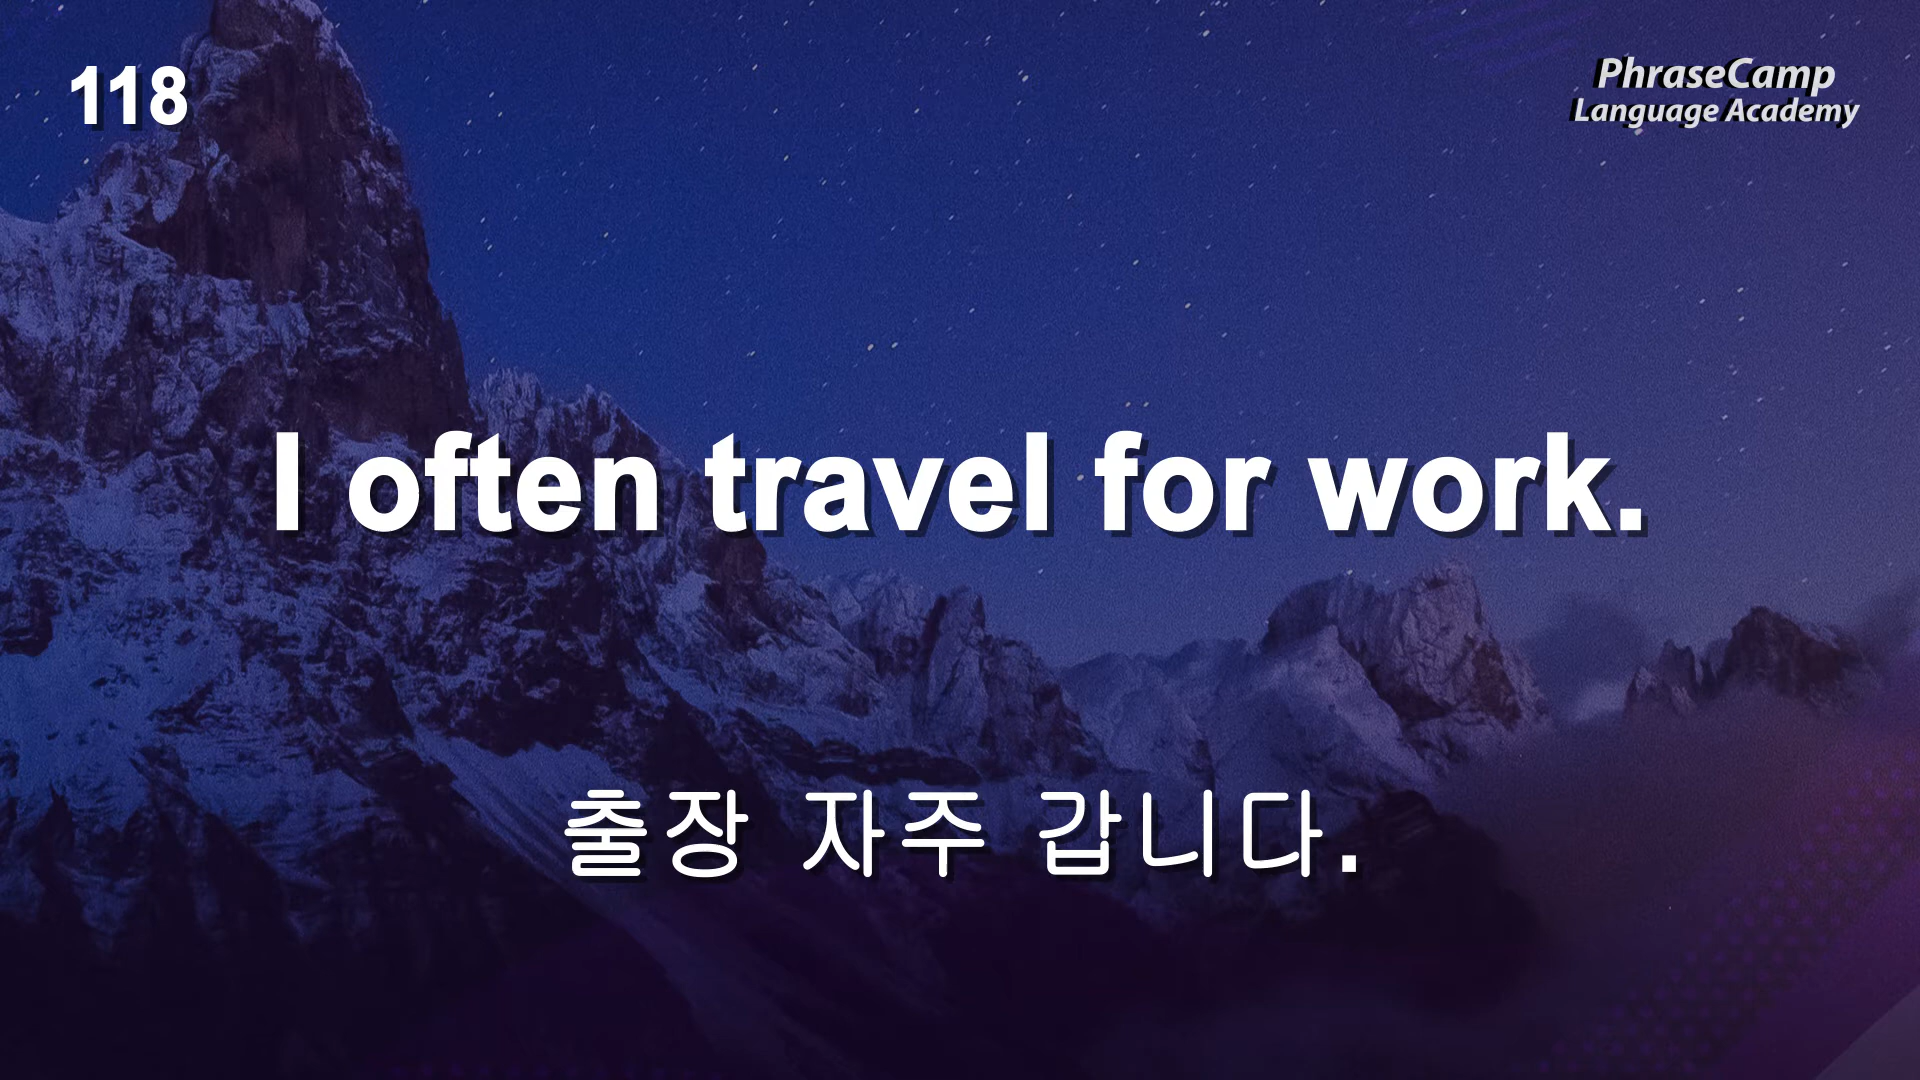 118
PhraseCamp
Language Academy
I often travel for work.
출장 자주 갑니다.